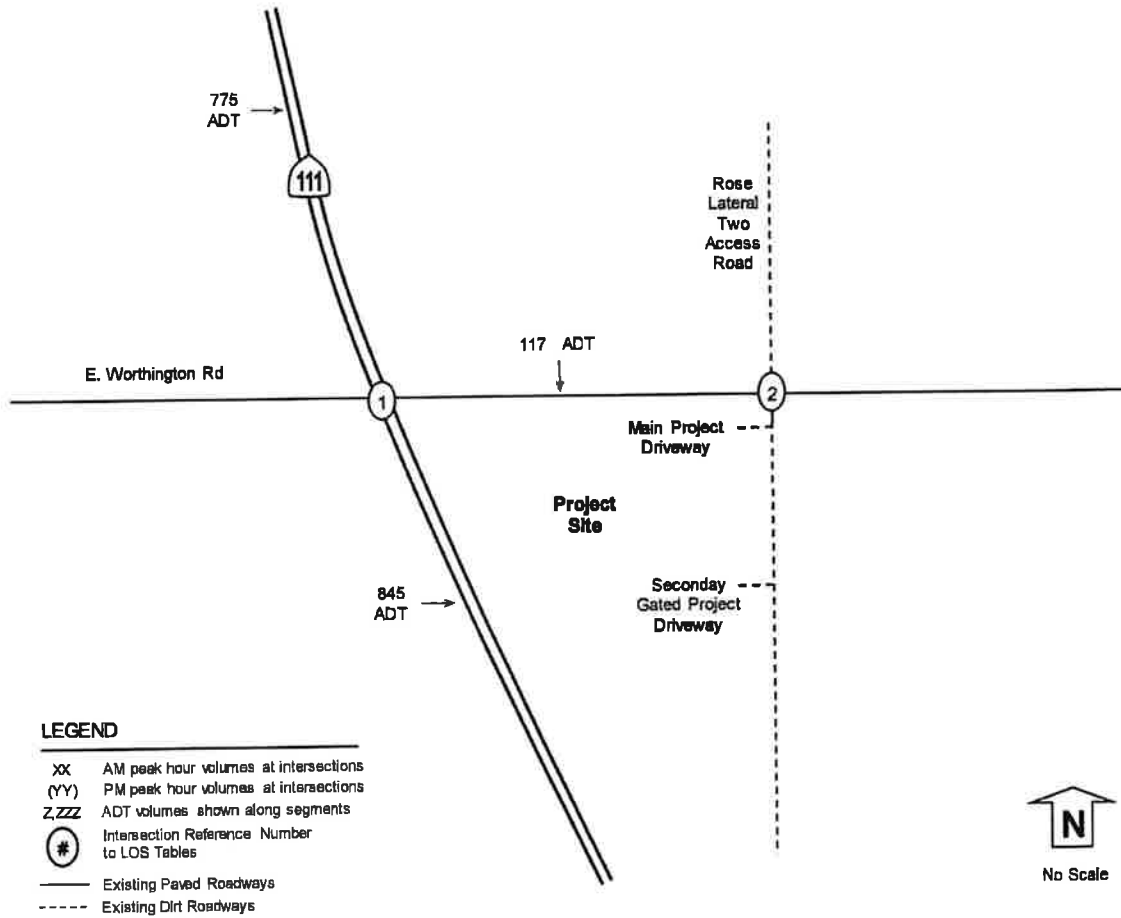 775
ADT
111
Rose
Lateral
Two
Access
Road
117 ADT
E. Worthington Rd
1
2
Main Project
Driveway
Project
Site
845
ADT
Seconday
Gated Project
Driveway
LEGEND
XX AM peak hour volumes at intersections
(YY) PM peak hour volumes at intersections
Z,ZZZ ADT volumes shown along segments
# Intersection Reference Number
to LOS Tables
Existing Paved Roadways
Existing Dirt Roadways
N
No Scale